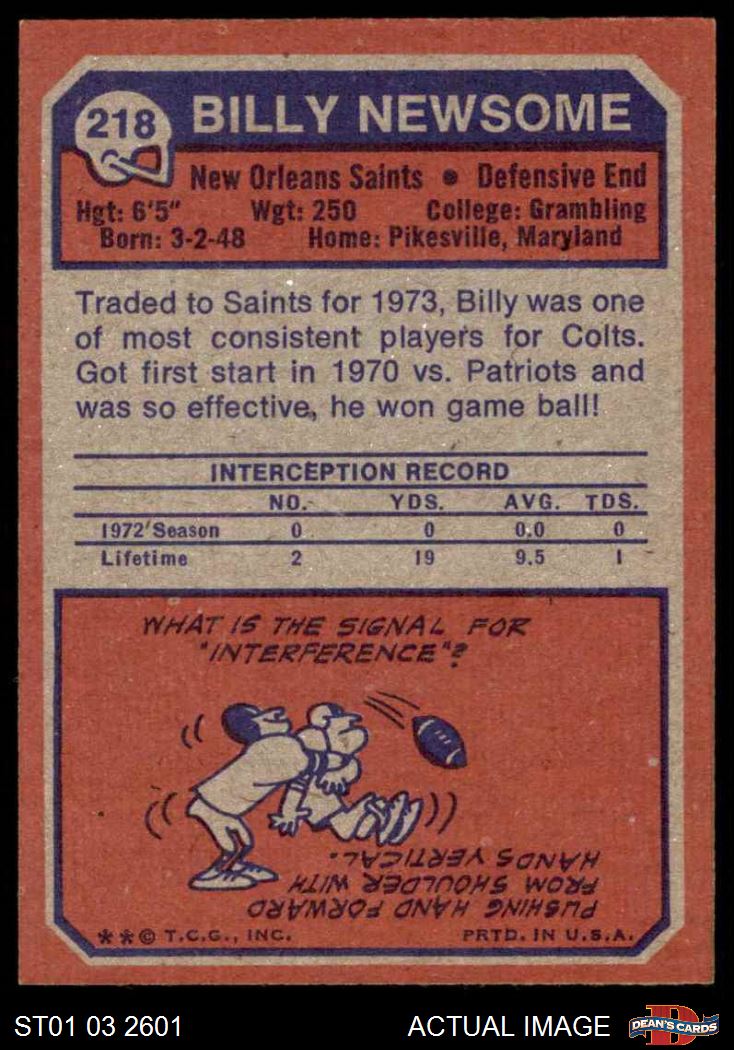 218
BILLY NEWSOME
New Orleans Saints • Defensive End
Hgt: 6'5" Wgt: 250 College: Grambling
Born: 3-2-48 Home: Pikesville, Maryland
Traded to Saints for 1973, Billy was one
of most consistent players for Colts.
Got first start in 1970 vs. Patriots and
was so effective, he won game ball!
INTERCEPTION RECORD
NO. YDS. AVG. TDS.
1972 Season 0 0 0.0 0
Lifetime 2 19 9.5 1
WHAT IS THE SIGNAL FOR
"INTERFERENCE"?
PUSHING HAND FORWARD
FROM SHOULDER WITH
HANDS VERTICAL.
**© T.C.G., INC. PRTD. IN U.S.A.
ST01 03 2601 ACTUAL IMAGE DEAN'S CARDS